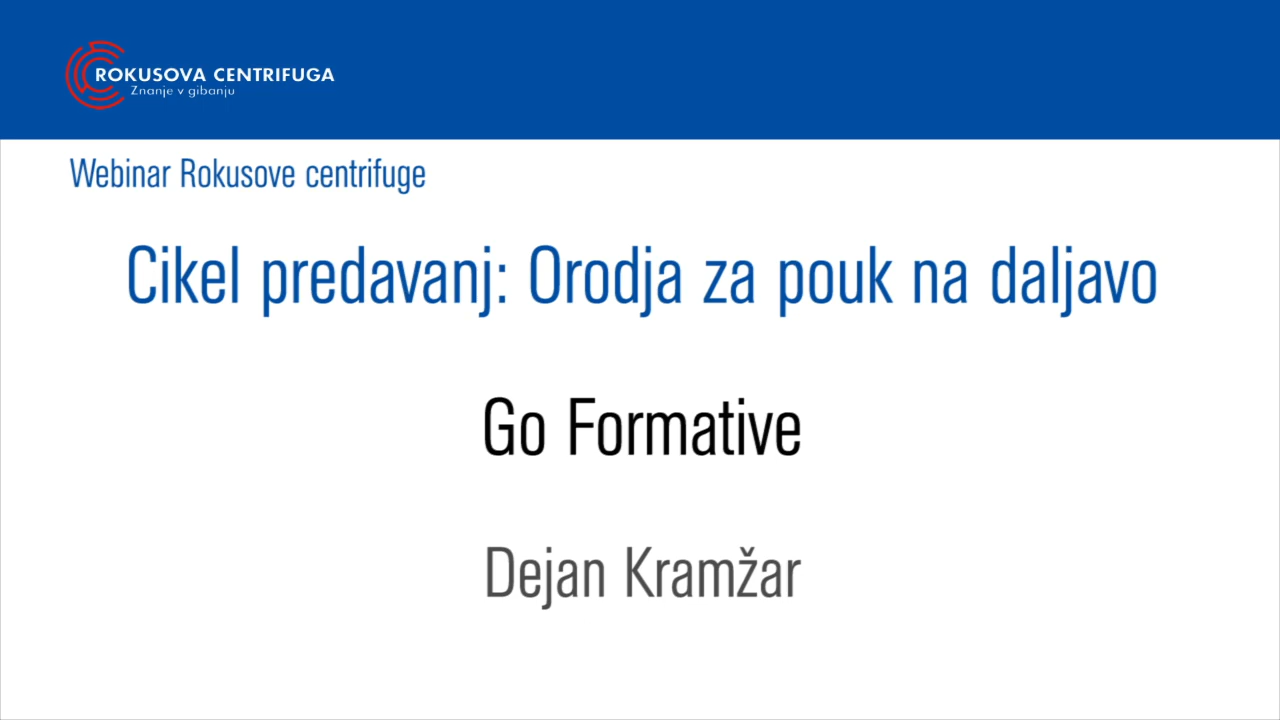 ROKUSOVA CENTRIFUGA
Znanje v gibanju
Webinar Rokusove centrifuge
Cikel predavanj: Orodja za pouk na daljavo
Go Formative
Dejan Kramžar